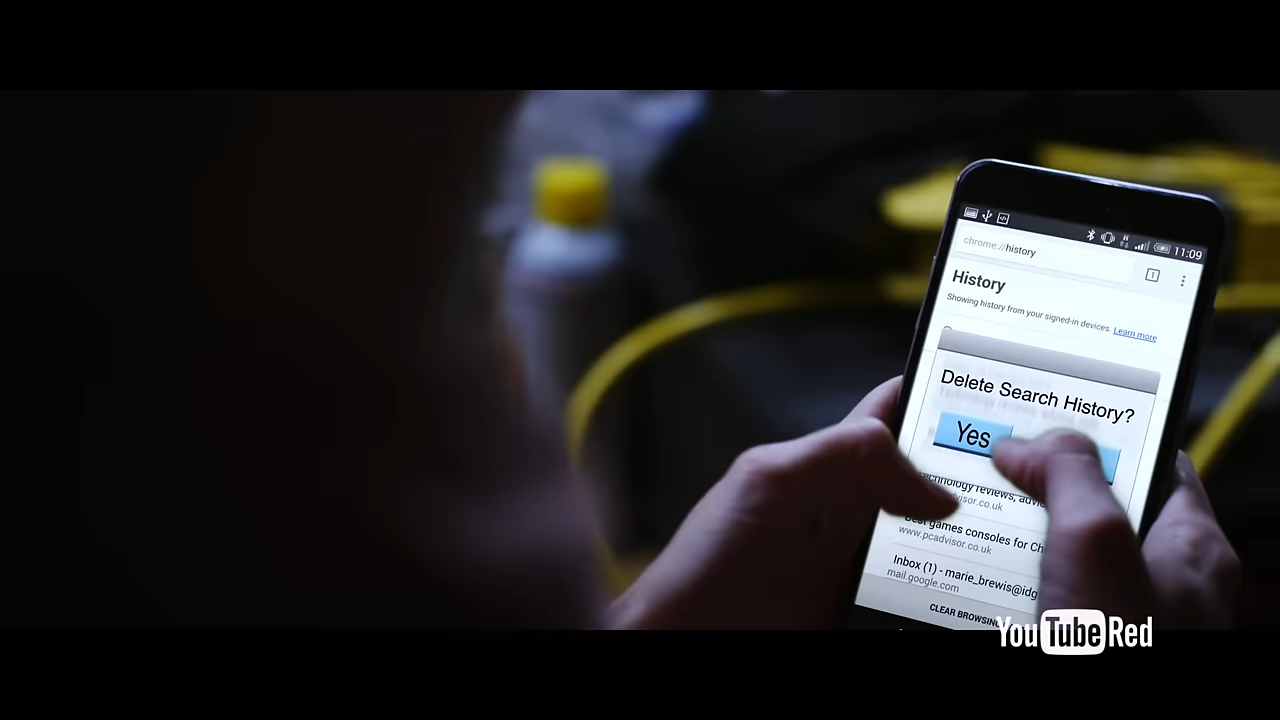 11:09
chrome://history
1
History
Showing history from your signed-in devices. Learn more
Delete Search History?
Yes
technology reviews, advi
dvisor.co.uk
Best games consoles for Ch
www.pcadvisor.co.uk
Inbox (1) - marie_brewis@idg
mail.google.com
CLEAR BROWSING
YouTube Red